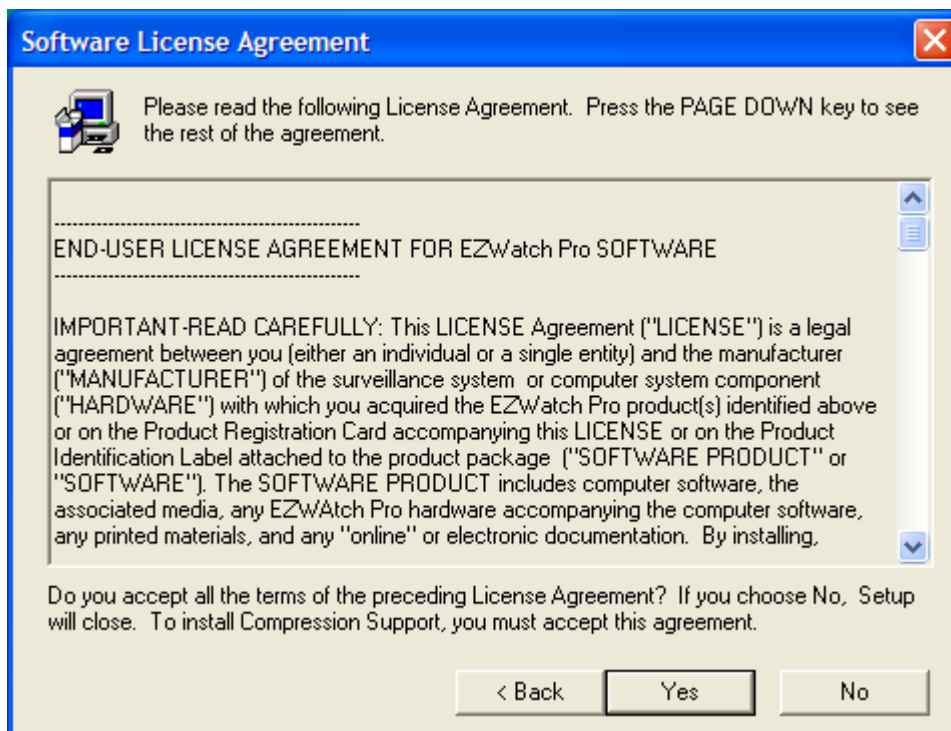 Software License Agreement
Please read the following License Agreement.  Press the PAGE DOWN key to see
the rest of the agreement.
--------------------------------------------------
END-USER LICENSE AGREEMENT FOR EZWatch Pro SOFTWARE
--------------------------------------------------
IMPORTANT-READ CAREFULLY: This LICENSE Agreement ("LICENSE") is a legal
agreement between you (either an individual or a single entity) and the manufacturer
("MANUFACTURER") of the surveillance system  or computer system component
("HARDWARE") with which you acquired the EZWatch Pro product(s) identified above
or on the Product Registration Card accompanying this LICENSE or on the Product
Identification Label attached to the product package  ("SOFTWARE PRODUCT" or
"SOFTWARE"). The SOFTWARE PRODUCT includes computer software, the
associated media, any EZWAtch Pro hardware accompanying the computer software,
any printed materials, and any "online" or electronic documentation.  By installing,
Do you accept all the terms of the preceding License Agreement?  If you choose No,  Setup
will close.  To install Compression Support, you must accept this agreement.
< Back
Yes
No